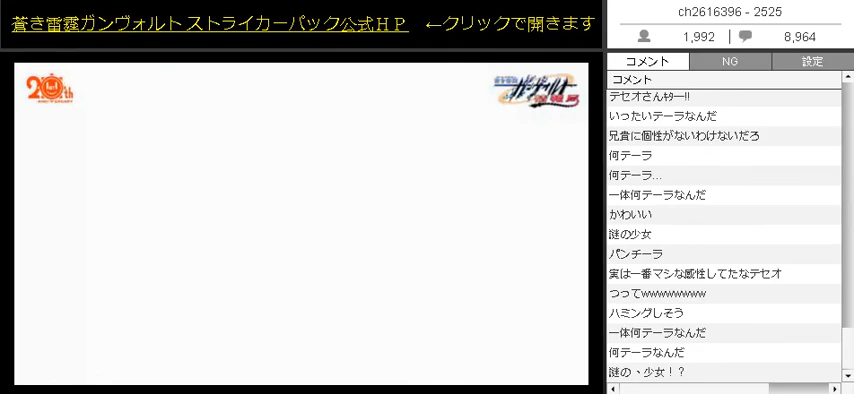 蒼き雷霆ガンヴォルト ストライカーパック公式ＨＰ　←クリックで開きます
20th
ANNIVERSARY
ガンヴォルト
ch2616396 - 2525
1,992 | 8,964
コメント NG 設定
コメント
テセオさんｷﾀｰ!!
いったいテーラなんだ
兄貴に個性がないわけないだろ
何テーラ
何テーラ...
一体何テーラなんだ
かわいい
謎の少女
パンチーラ
実は一番マシな感性してたなテセオ
つってwwwwwwww
ハミングしそう
一体何テーラなんだ
何テーラなんだ
謎の、少女！？